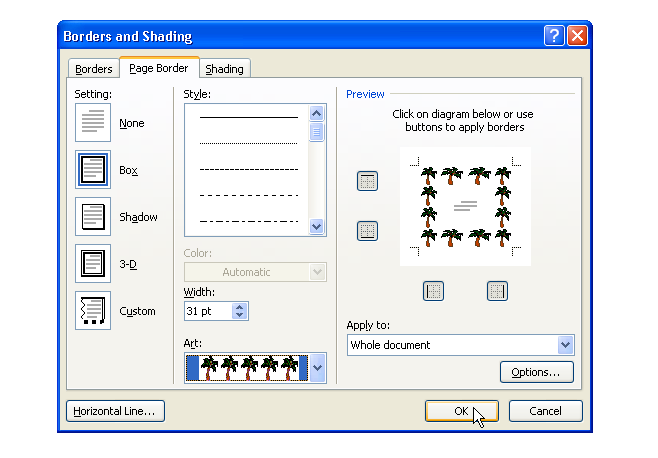 Borders and Shading
Borders
Page Border
Shading
Setting:
None
Box
Shadow
3-D
Custom
Style:
Color:
Automatic
Width:
31 pt
Art:
Preview
Click on diagram below or use
buttons to apply borders
Apply to:
Whole document
Options...
Horizontal Line...
OK
Cancel